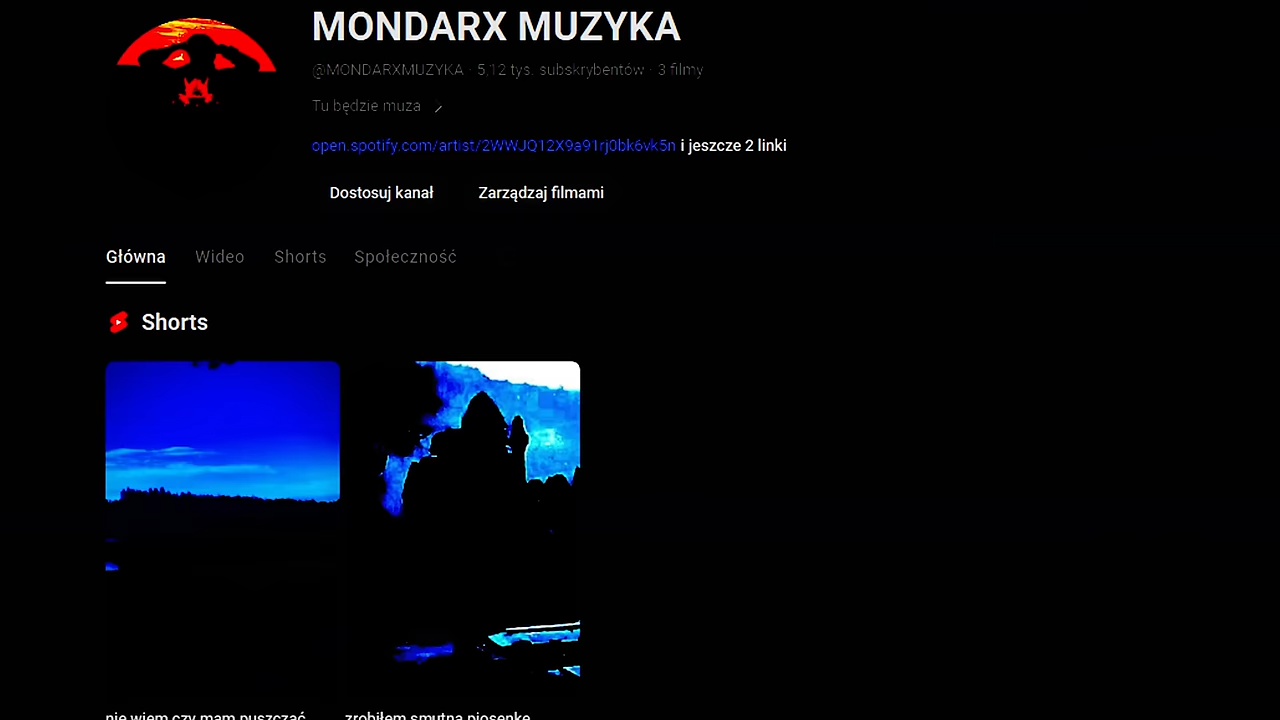 MONDARX MUZYKA
@MONDARXMUZYKA · 5,12 tys. subskrybentów · 3 filmy
Tu będzie muza
open.spotify.com/artist/2WWJQ12X9a91rj0bk6vk5n i jeszcze 2 linki
Dostosuj kanał Zarządzaj filmami
Główna Wideo Shorts Społeczność
Shorts
nie wiem czy mam puszczać zrobiłem smutną piosenkę